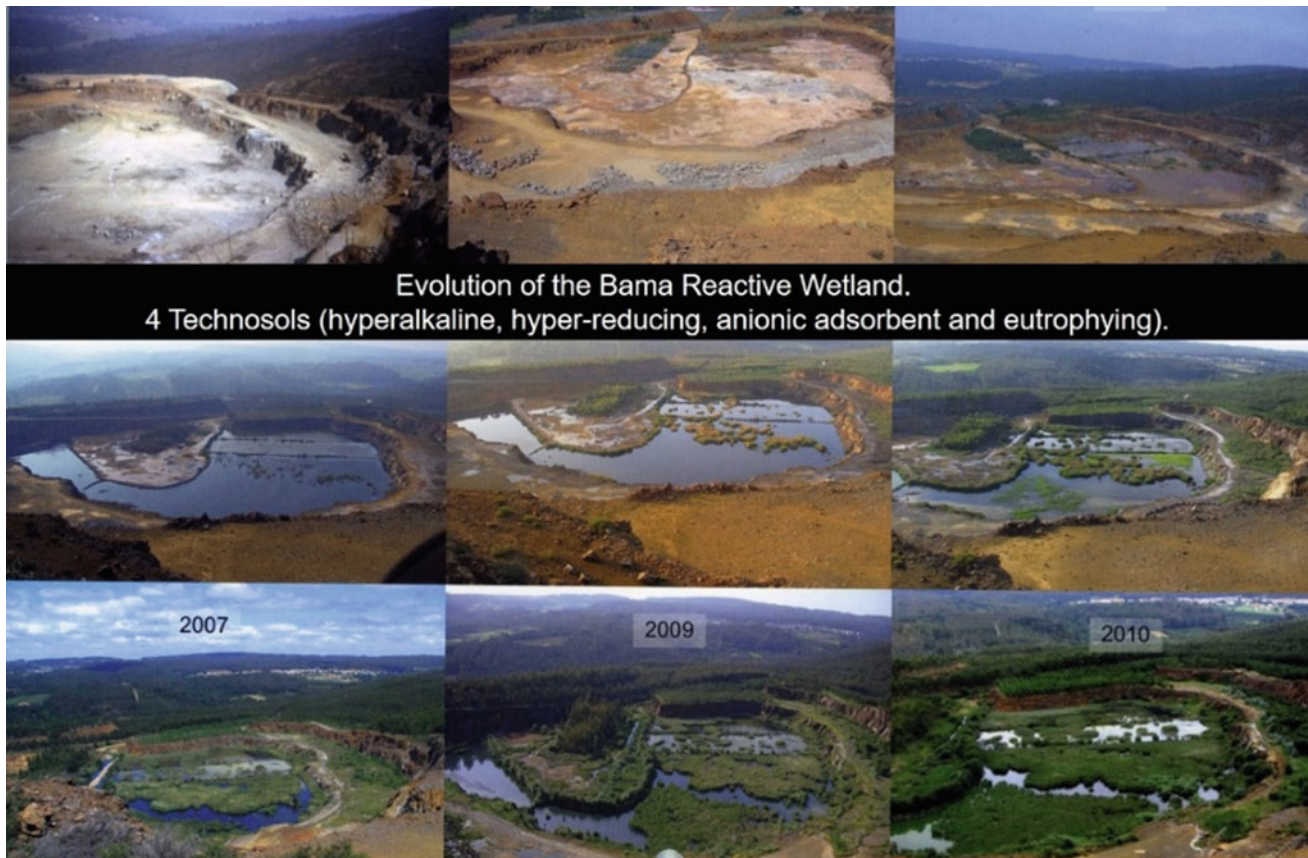 Evolution of the Bama Reactive Wetland.
4 Technosols (hyperalkaline, hyper-reducing, anionic adsorbent and eutrophying).
2007
2009
2010